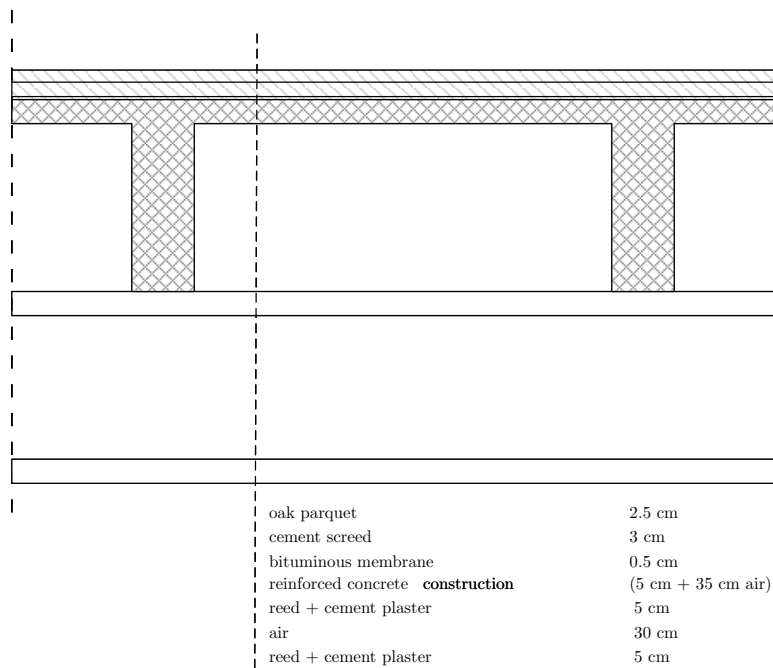 oak parquet 2.5 cm
cement screed 3 cm
bituminous membrane 0.5 cm
reinforced concrete construction (5 cm + 35 cm air)
reed + cement plaster 5 cm
air 30 cm
reed + cement plaster 5 cm